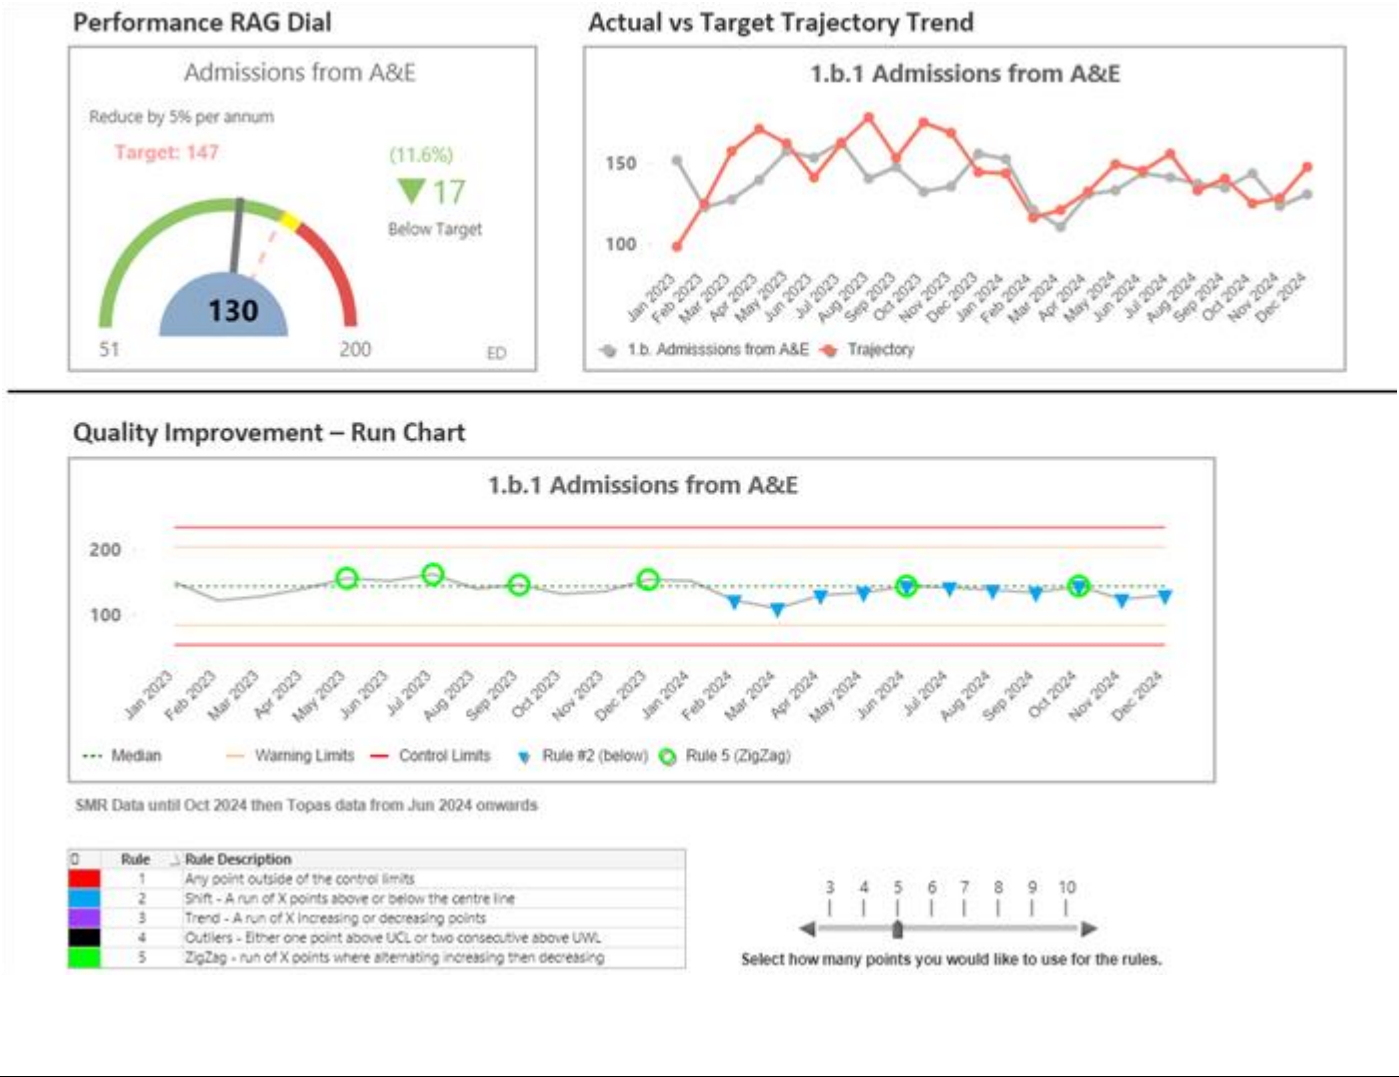 Performance RAG Dial
Actual vs Target Trajectory Trend
Admissions from A&E
Reduce by 5% per annum
Target: 147
(11.6%)
17
Below Target
130
51
200
ED
1.b.1 Admissions from A&E
150
100
Jan 2023
Feb 2023
Mar 2023
Apr 2023
May 2023
Jun 2023
Jul 2023
Aug 2023
Sep 2023
Oct 2023
Nov 2023
Dec 2023
Jan 2024
Feb 2024
Mar 2024
Apr 2024
May 2024
Jun 2024
Jul 2024
Aug 2024
Sep 2024
Oct 2024
Nov 2024
Dec 2024
1.b. Admisssions from A&E Trajectory
Quality Improvement – Run Chart
1.b.1 Admissions from A&E
200
100
Jan 2023
Feb 2023
Mar 2023
Apr 2023
May 2023
Jun 2023
Jul 2023
Aug 2023
Sep 2023
Oct 2023
Nov 2023
Dec 2023
Jan 2024
Feb 2024
Mar 2024
Apr 2024
May 2024
Jun 2024
Jul 2024
Aug 2024
Sep 2024
Oct 2024
Nov 2024
Dec 2024
Median Warning Limits Control Limits Rule #2 (below) Rule 5 (ZigZag)
SMR Data until Oct 2024 then Topas data from Jun 2024 onwards
Rule Rule Description
1 Any point outside of the control limits
2 Shift - A run of X points above or below the centre line
3 Trend - A run of X increasing or decreasing points
4 Outliers - Either one point above UCL or two consecutive above UWL
5 ZigZag - run of X points where alternating increasing then decreasing
3 4 5 6 7 8 9 10
Select how many points you would like to use for the rules.